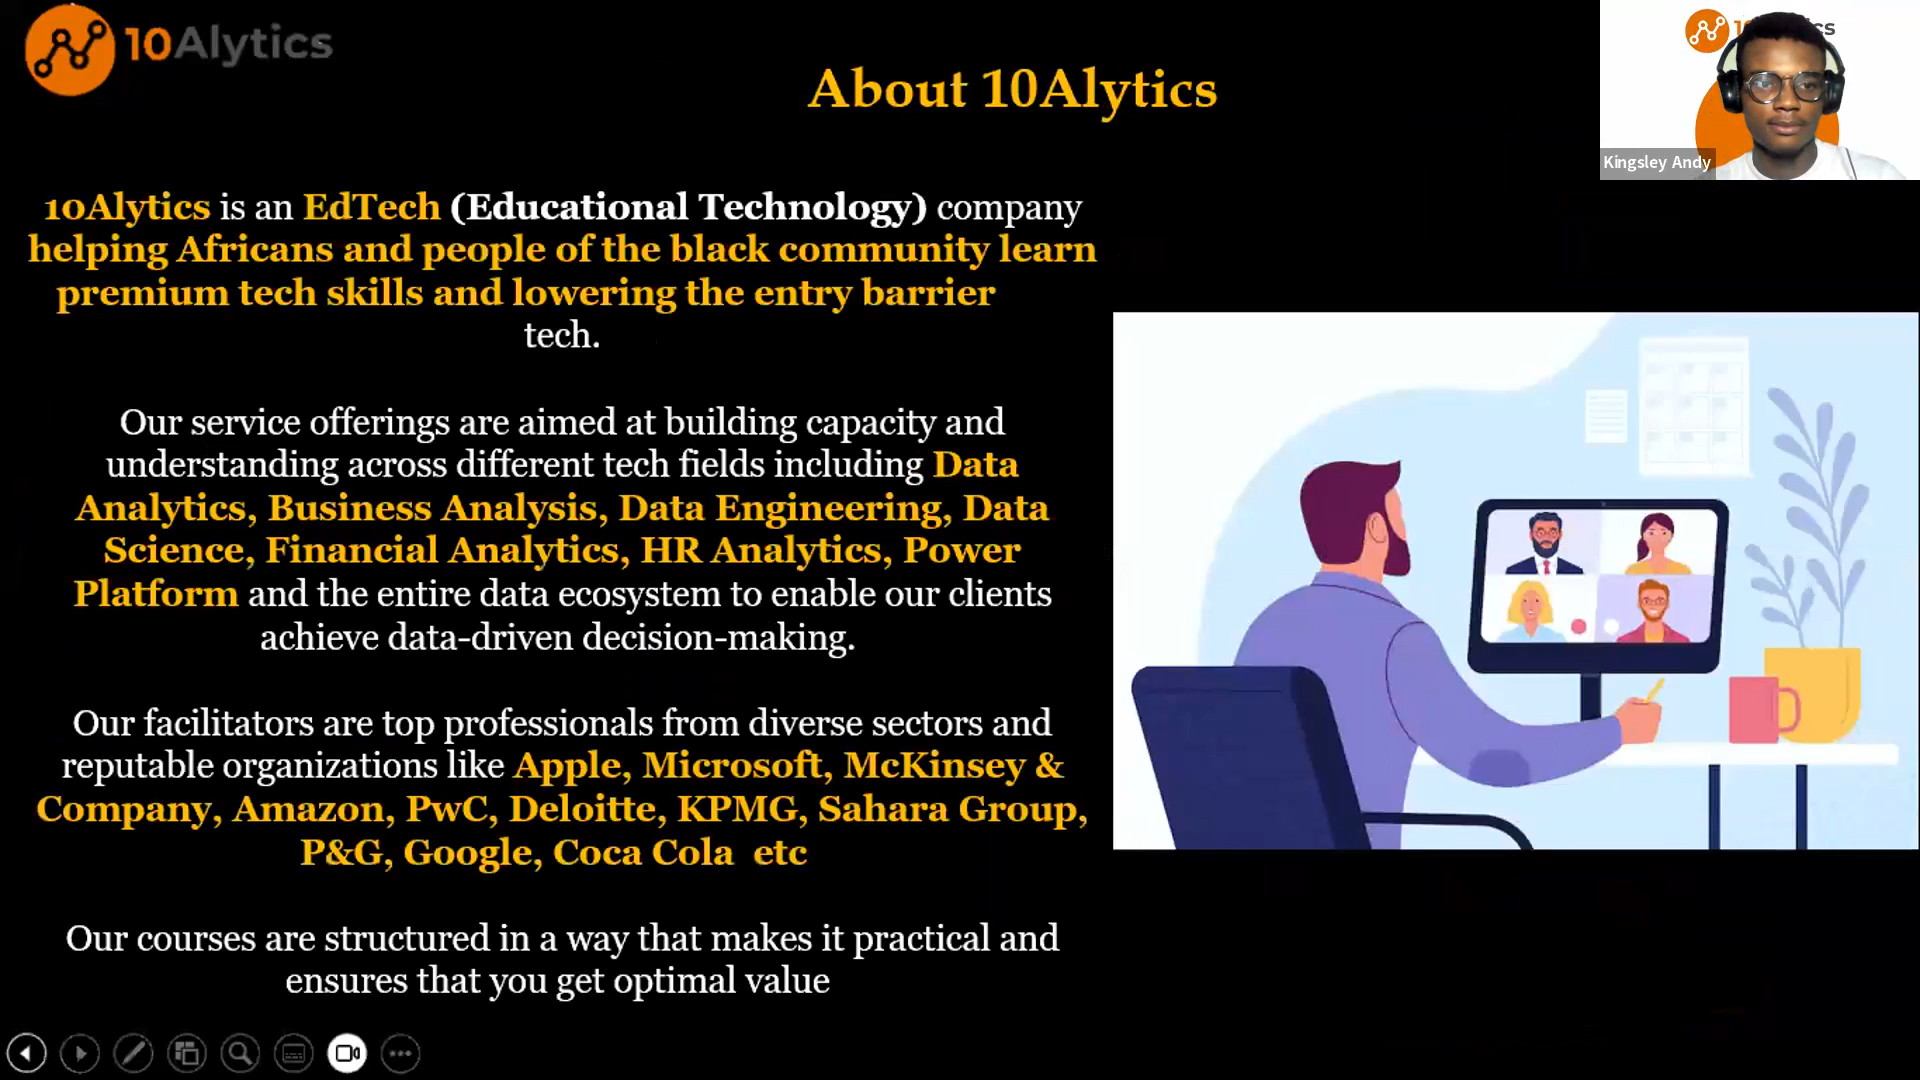 10Alytics
About 10Alytics
Kingsley Andy
10Alytics is an EdTech (Educational Technology) company
helping Africans and people of the black community learn
premium tech skills and lowering the entry barrier
tech.
Our service offerings are aimed at building capacity and
understanding across different tech fields including Data
Analytics, Business Analysis, Data Engineering, Data
Science, Financial Analytics, HR Analytics, Power
Platform and the entire data ecosystem to enable our clients
achieve data-driven decision-making.
Our facilitators are top professionals from diverse sectors and
reputable organizations like Apple, Microsoft, McKinsey &
Company, Amazon, PwC, Deloitte, KPMG, Sahara Group,
P&G, Google, Coca Cola  etc
Our courses are structured in a way that makes it practical and
ensures that you get optimal value